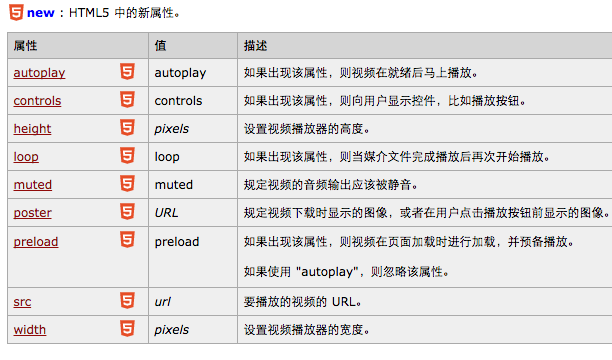 new : HTML5 中的新属性。
属性 值 描述
autoplay 5 autoplay 如果出现该属性，则视频在就绪后马上播放。
controls 5 controls 如果出现该属性，则向用户显示控件，比如播放按钮。
height 5 pixels 设置视频播放器的高度。
loop 5 loop 如果出现该属性，则当媒介文件完成播放后再次开始播放。
muted 5 muted 规定视频的音频输出应该被静音。
poster 5 URL 规定视频下载时显示的图像，或者在用户点击播放按钮前显示的图像。
preload 5 preload 如果出现该属性，则视频在页面加载时进行加载，并预备播放。
如果使用 "autoplay"，则忽略该属性。
src 5 url 要播放的视频的 URL。
width 5 pixels 设置视频播放器的宽度。